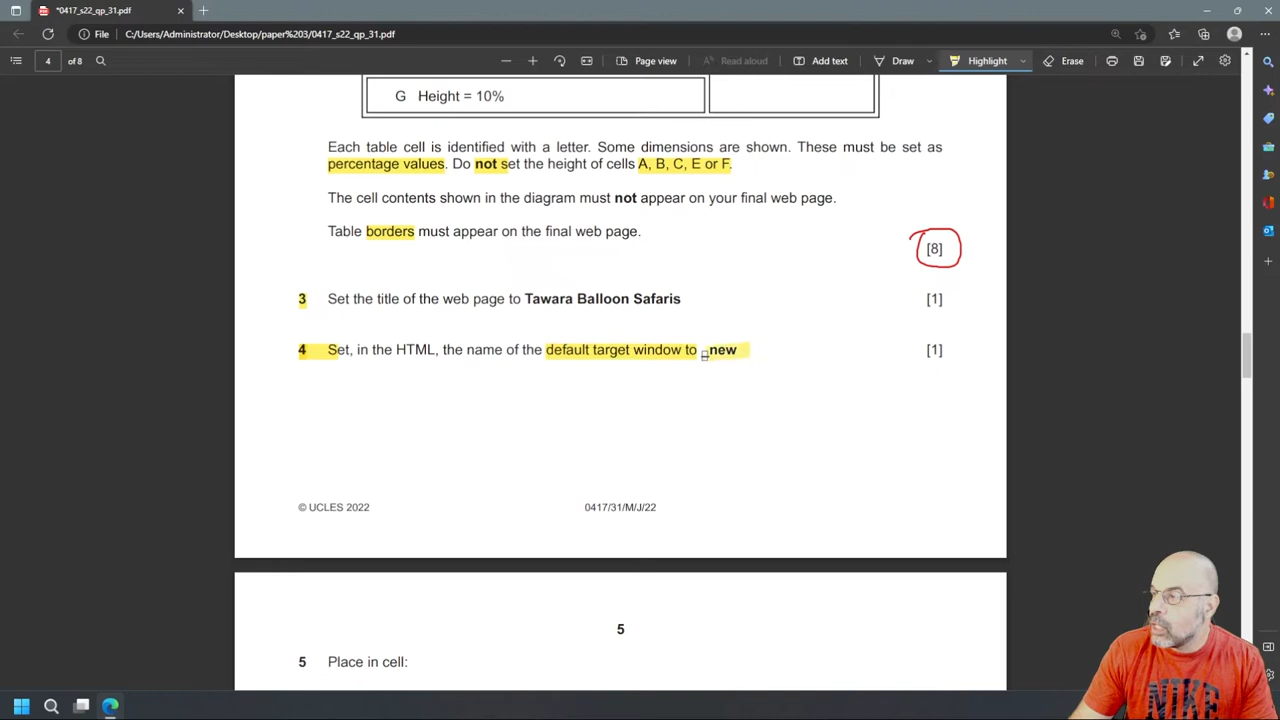 *0417_s22_qp_31.pdf
File C:/Users/Administrator/Desktop/paper%203/0417_s22_qp_31.pdf
4 of 8 Page view Read aloud Add text Draw Highlight Erase
G Height = 10%
Each table cell is identified with a letter. Some dimensions are shown. These must be set as
percentage values. Do not set the height of cells A, B, C, E or F.
The cell contents shown in the diagram must not appear on your final web page.
Table borders must appear on the final web page.
[8]
3 Set the title of the web page to Tawara Balloon Safaris [1]
4 Set, in the HTML, the name of the default target window to _new [1]
© UCLES 2022 0417/31/M/J/22
5
5 Place in cell:
NIKE